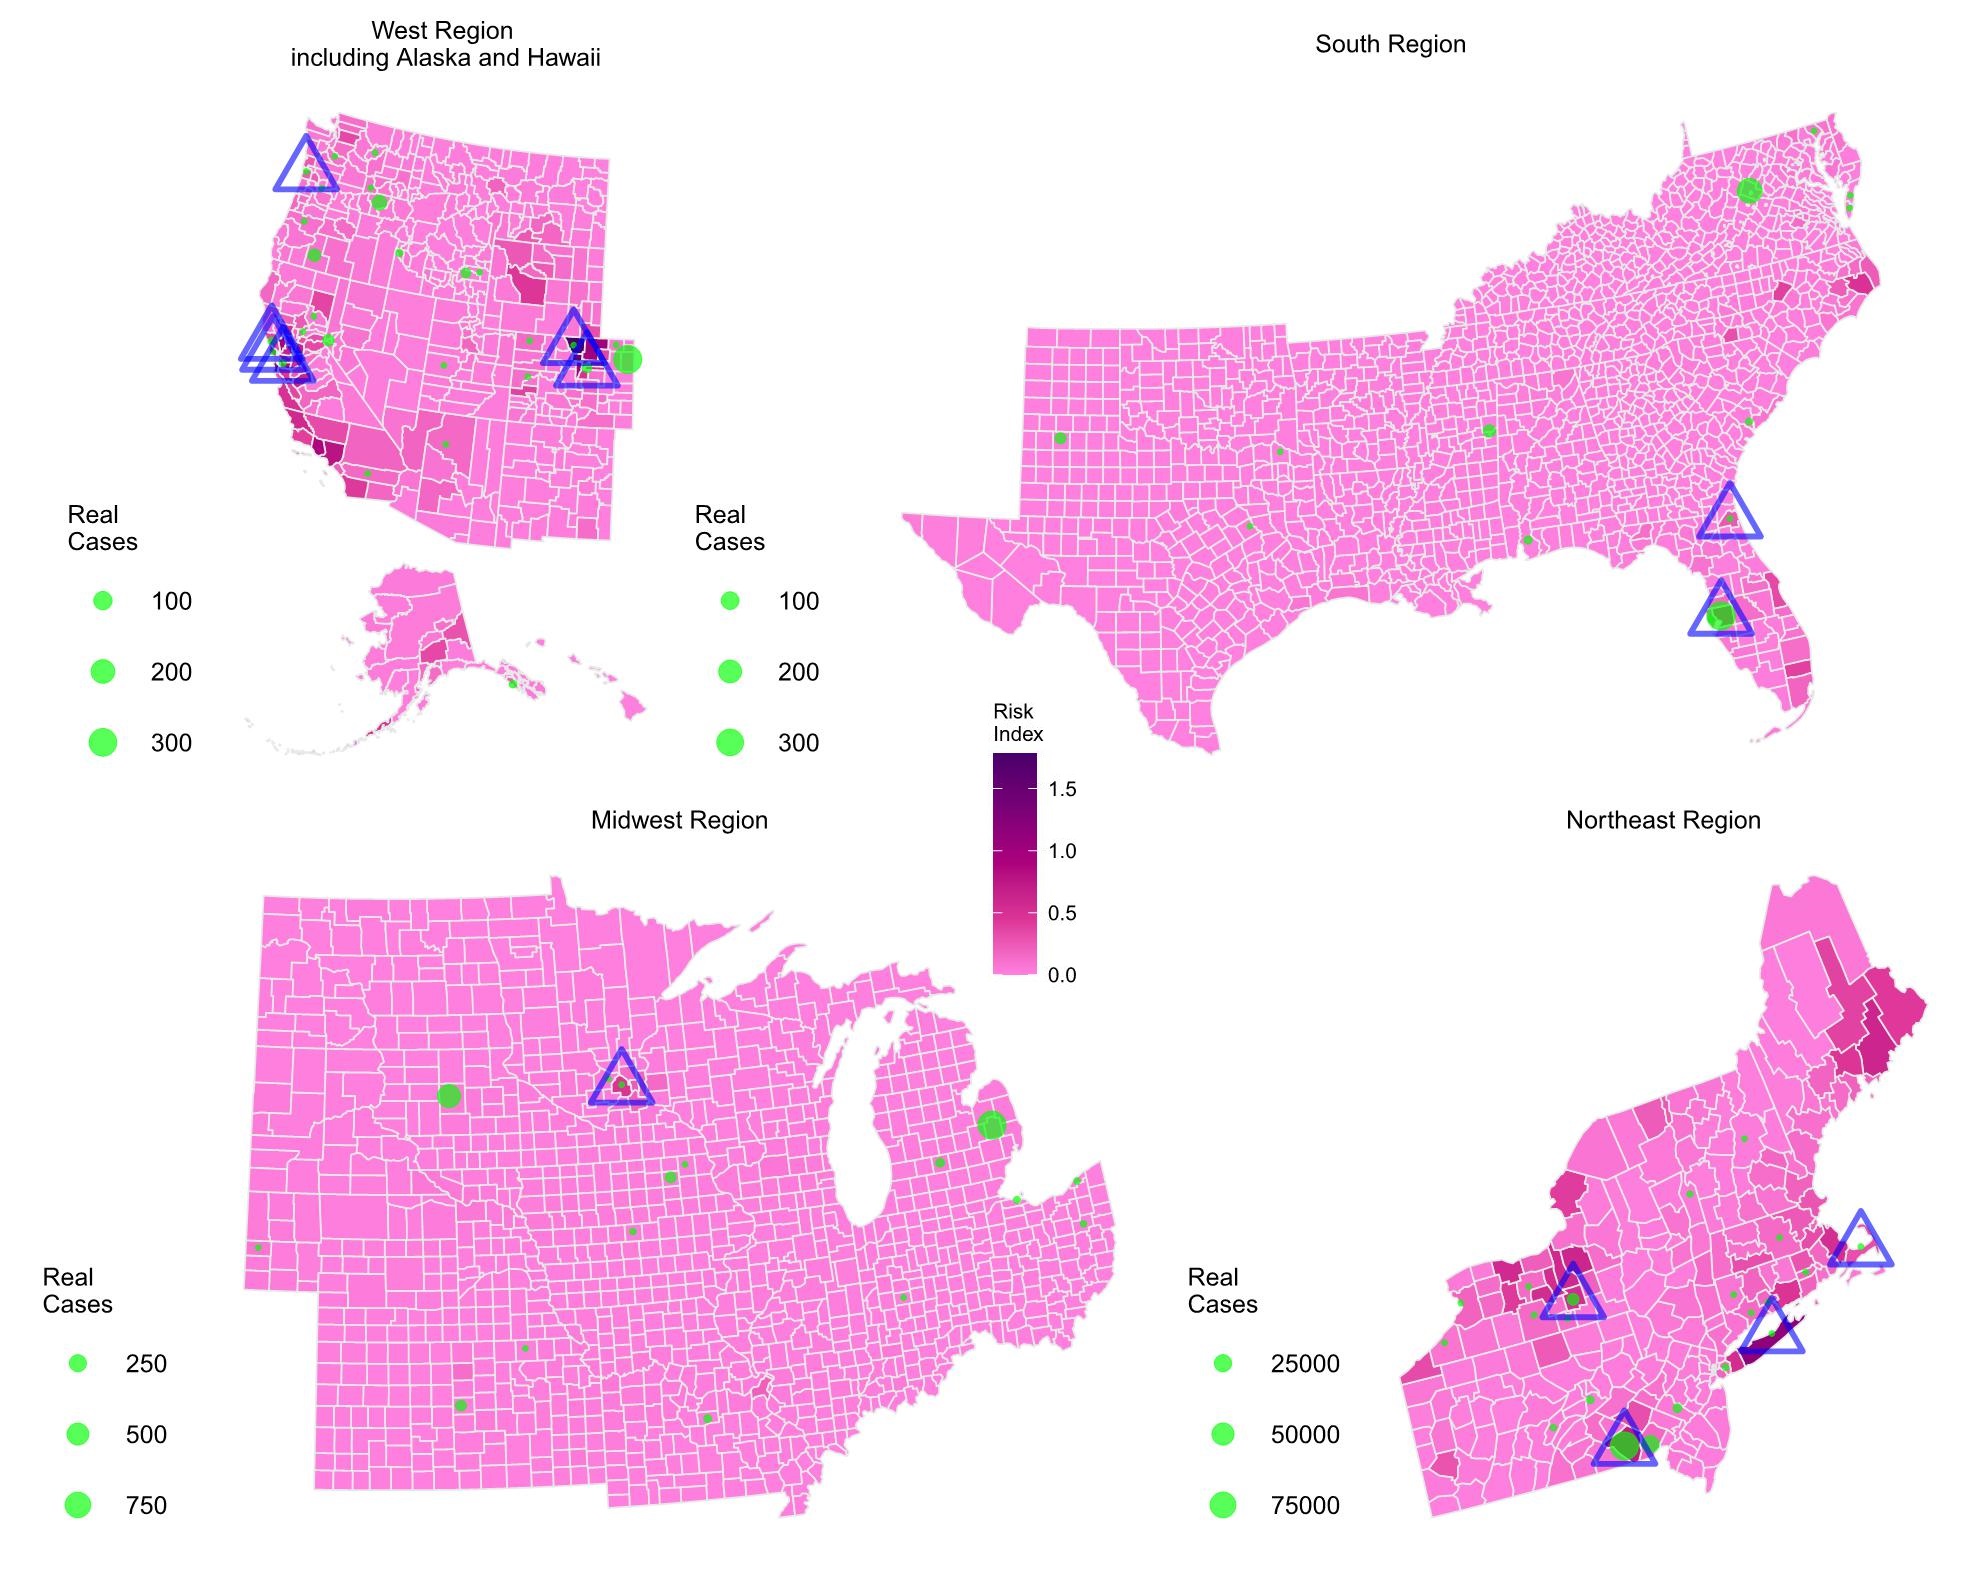 West Region
including Alaska and Hawaii
South Region
Real
Cases
100
200
300
Real
Cases
100
200
300
Risk
Index
1.5
1.0
0.5
0.0
Midwest Region
Northeast Region
Real
Cases
250
500
750
Real
Cases
25000
50000
75000